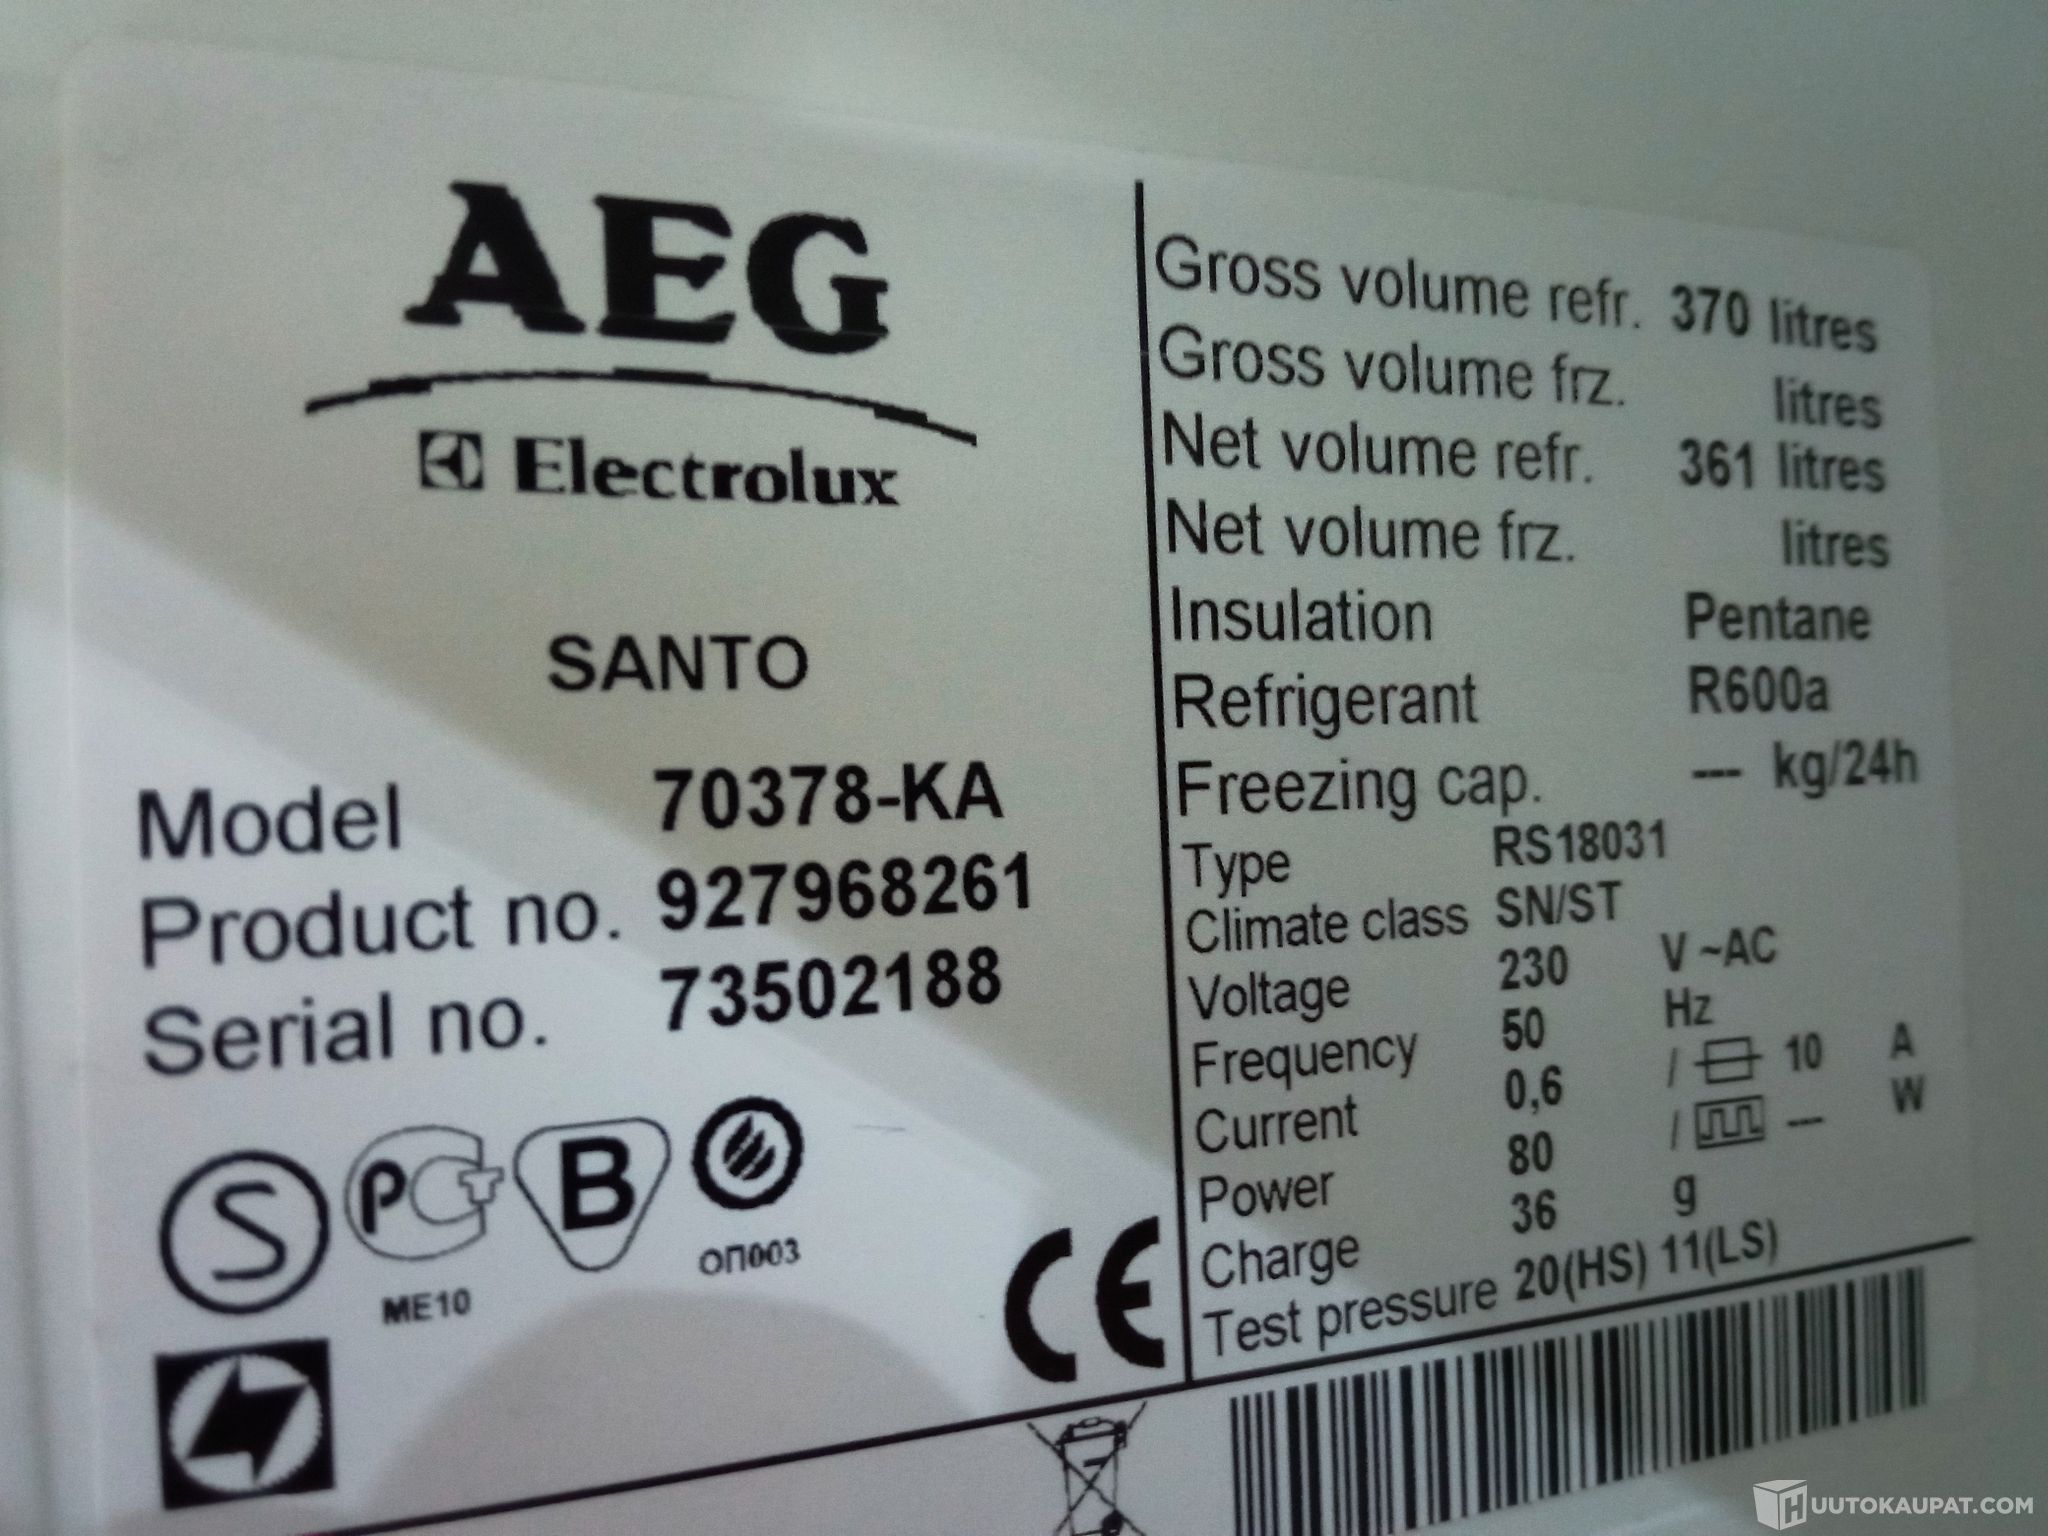 AEG
Electrolux
SANTO
Model 70378-KA
Product no. 927968261
Serial no. 73502188
S PCT B
ME10 ОП003
CE
Gross volume refr. 370 litres
Gross volume frz. litres
Net volume refr. 361 litres
Net volume frz. litres
Insulation Pentane
Refrigerant R600a
Freezing cap. --- kg/24h
Type RS18031
Climate class SN/ST
Voltage 230 V ~AC
Frequency 50 Hz
Current 0,6 / 10 A
Power 80 / --- W
Charge 36 g
Test pressure 20(HS) 11(LS)
HUUTOKAUPAT.COM